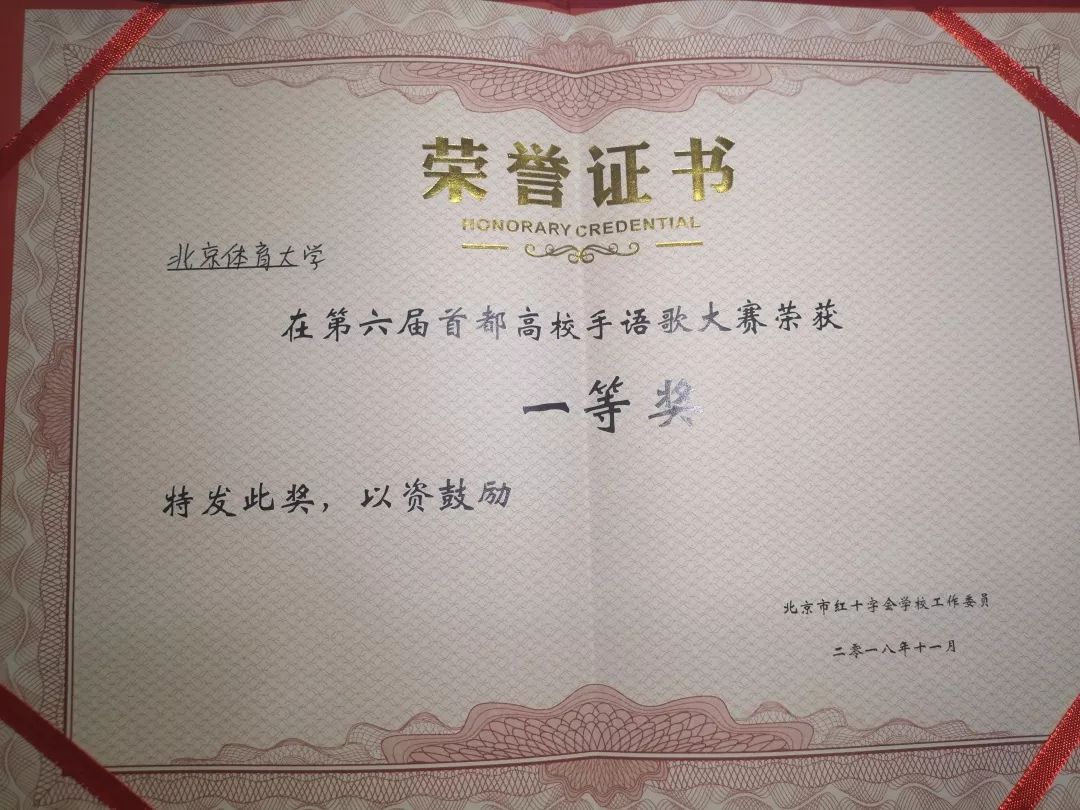 荣誉证书
HONORARY CREDENTIAL
北京体育大学
在第六届首都高校手语歌大赛荣获
一等奖
特发此奖，以资鼓励
北京市红十字会学校工作委员
二零一八年十一月